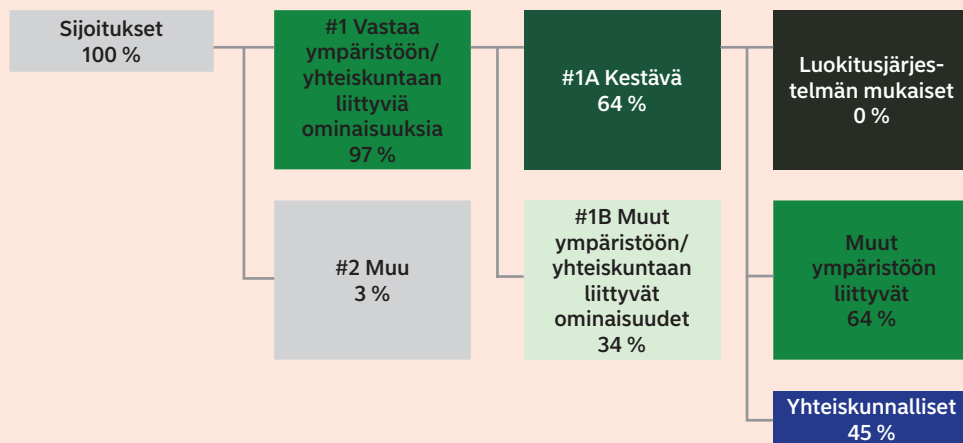 Sijoitukset
100 %
#1 Vastaa
ympäristöön/
yhteiskuntaan
liittyviä
ominaisuuksia
97 %
#2 Muu
3 %
#1A Kestävä
64 %
#1B Muut
ympäristöön/
yhteiskuntaan
liittyvät
ominaisuudet
34 %
Luokitusjärjes-
telmän mukaiset
0 %
Muut
ympäristöön
liittyvät
64 %
Yhteiskunnalliset
45 %